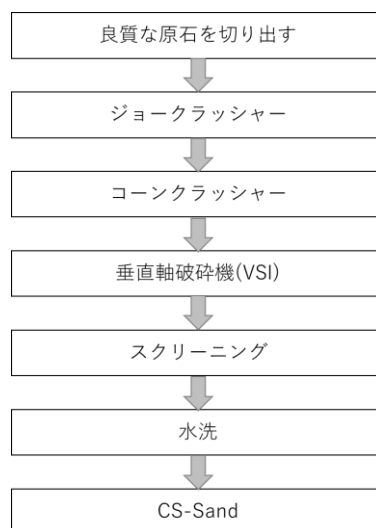 良質な原石を切り出す
ジョークラッシャー
コーンクラッシャー
垂直軸破砕機(VSI)
スクリーニング
水洗
CS-Sand